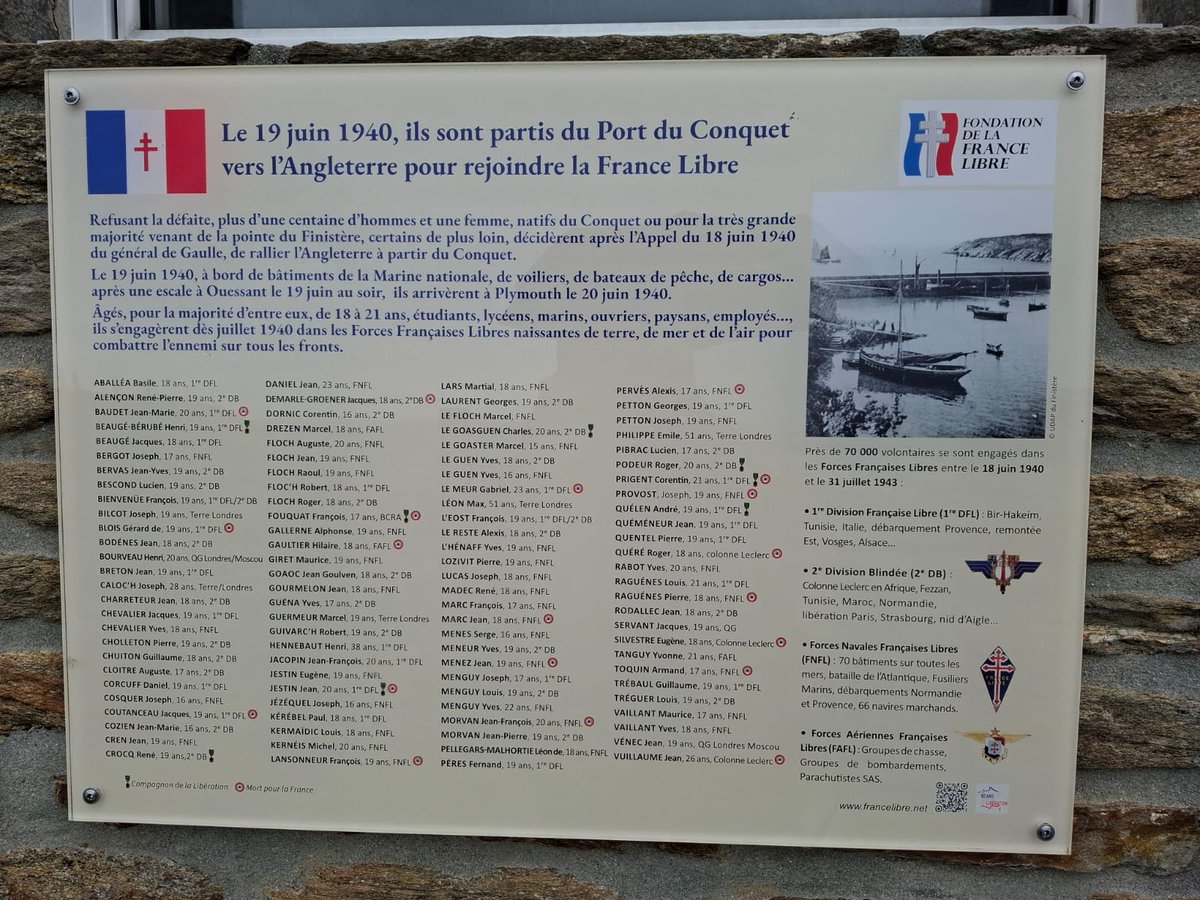 Le 19 juin 1940, ils sont partis du Port du Conquet
vers l'Angleterre pour rejoindre la France Libre
FONDATION
DE LA
FRANCE
LIBRE
Refusant la défaite, plus d'une centaine d'hommes et une femme, natifs du Conquet ou pour la très grande
majorité venant de la pointe du Finistère, certains de plus loin, décidèrent après l'Appel du 18 juin 1940
du général de Gaulle, de rallier l'Angleterre à partir du Conquet.
Le 19 juin 1940, à bord de bâtiments de la Marine nationale, de voiliers, de bateaux de pêche, de cargos...
après une escale à Ouessant le 19 juin au soir, ils arrivèrent à Plymouth le 20 juin 1940.
Âgés, pour la majorité d'entre eux, de 18 à 21 ans, étudiants, lycéens, marins, ouvriers, paysans, employés...,
ils s'engagèrent dès juillet 1940 dans les Forces Françaises Libres naissantes de terre, de mer et de l'air pour
combattre l'ennemi sur tous les fronts.
ABALLÉA Basile, 18 ans, 1re DFL
ALENÇON René-Pierre, 19 ans, 2e DB
BAUDET Jean-Marie, 20 ans, 1re DFL
BEAUGÉ-BÉRUBÉ Henri, 19 ans, 1re DFL
BEAUGÉ Jacques, 18 ans, 1re DFL
BERGOT Joseph, 17 ans, FNFL
BERVAS Jean-Yves, 19 ans, 2e DB
BESCOND Lucien, 19 ans, 2e DB
BIENVENÜE François, 19 ans, 1re DFL/2e DB
BILCOT Joseph, 19 ans, Terre Londres
BLOIS Gérard de, 19 ans, 1re DFL
BODÉNES Jean, 18 ans, 2e DB
BOURVEAU Henri, 20 ans, QG Londres/Moscou
BRETON Jean, 19 ans, 1re DFL
CALOC'H Joseph, 28 ans, Terre/Londres
CHARRETEUR Jean, 18 ans, 2e DB
CHEVALIER Jacques, 19 ans, 1re DFL
CHEVALIER Yves, 18 ans, FNFL
CHOLLETON Pierre, 19 ans, 2e DB
CHUITON Guillaume, 18 ans, 2e DB
CLOITRE Auguste, 17 ans, 2e DB
CORCUFF Daniel, 19 ans, 1re DFL
COSQUER Joseph, 16 ans, FNFL
COUTANCEAU Jacques, 19 ans, 1re DFL
COZIEN Jean-Marie, 16 ans, 2e DB
CREN Jean, 19 ans, FNFL
CROCQ René, 19 ans, 2e DB
DANIEL Jean, 23 ans, FNFL
DEMARLE-GROENER Jacques, 18 ans, 2e DB
DORNIC Corentin, 16 ans, 2e DB
DREZEN Marcel, 18 ans, FAFL
FLOCH Auguste, 20 ans, FNFL
FLOCH Jean, 19 ans, FNFL
FLOCH Raoul, 19 ans, FNFL
FLOC'H Robert, 18 ans, 1re DFL
FLOCH Roger, 18 ans, 2e DB
FOUQUAT François, 17 ans, BCRA
GALLERNE Alphonse, 19 ans, FNFL
GAULTIER Hilaire, 18 ans, FAFL
GIRET Maurice, 19 ans, FNFL
GOAOC Jean Goulven, 18 ans, 2e DB
GOURMELON Jean, 18 ans, FNFL
GUÉNA Yves, 17 ans, 2e DB
GUERMEUR Marcel, 19 ans, Terre Londres
GUIVARC'H Robert, 19 ans, 2e DB
HENNEBAUT Henri, 38 ans, 1re DFL
JACOPIN Jean-François, 20 ans, 1re DFL
JESTIN Eugène, 19 ans, FNFL
JESTIN Jean, 20 ans, 1re DFL
JÉZÉQUEL Joseph, 16 ans, FNFL
KÉRÉBEL Paul, 18 ans, 1re DFL
KERMAÏDIC Louis, 18 ans, FNFL
KERNÉIS Michel, 20 ans, FNFL
LANSONNEUR François, 19 ans, FNFL
LARS Martial, 18 ans, FNFL
LAURENT Georges, 19 ans, 2e DB
LE FLOCH Marcel, FNFL
LE GOASGUEN Charles, 20 ans, 2e DB
LE GOASTER Marcel, 15 ans, FNFL
LE GUEN Yves, 18 ans, 2e DB
LE GUEN Yves, 16 ans, FNFL
LE MEUR Gabriel, 23 ans, 1re DFL
LÉON Max, 51 ans, Terre Londres
L'EOST François, 19 ans, 1re DFL/2e DB
LE RESTE Alexis, 18 ans, 2e DB
L'HÉNAFF Yves, 19 ans, FNFL
LOZIVIT Pierre, 19 ans, FNFL
LUCAS Joseph, 18 ans, FNFL
MADEC René, 18 ans, FNFL
MARC François, 17 ans, FNFL
MARC Jean, 18 ans, FNFL
MENES Serge, 16 ans, FNFL
MENEUR Yves, 19 ans, 2e DB
MENEZ Jean, 19 ans, FNFL
MENGUY Joseph, 17 ans, 1re DFL
MENGUY Louis, 19 ans, 2e DB
MENGUY Yves, 22 ans, FNFL
MORVAN Jean-François, 20 ans, FNFL
MORVAN Jean-Pierre, 19 ans, 2e DB
PELLEGARS-MALHORTIE Léon de, 18 ans, FNFL
PÉRES Fernand, 19 ans, 1re DFL
PERVÈS Alexis, 17 ans, FNFL
PETTON Georges, 19 ans, 1re DFL
PETTON Joseph, 19 ans, FNFL
PHILIPPE Emile, 51 ans, Terre Londres
PIBRAC Lucien, 17 ans, 2e DB
PODEUR Roger, 20 ans, 2e DB
PRIGENT Corentin, 21 ans, 1re DFL
PROVOST, Joseph, 19 ans, FNFL
QUÉLEN André, 19 ans, 1re DFL
QUÉMÉNEUR Jean, 19 ans, 1re DFL
QUENTEL Pierre, 19 ans, 1re DFL
QUÉRÉ Roger, 18 ans, colonne Leclerc
RABOT Yves, 20 ans, FNFL
RAGUÉNES Louis, 21 ans, 1re DFL
RAGUÉNES Pierre, 18 ans, FNFL
RODALLEC Jean, 18 ans, 2e DB
SERVANT Jacques, 19 ans, QG
SILVESTRE Eugène, 18 ans, Colonne Leclerc
TANGUY Yvonne, 21 ans, FAFL
TOQUIN Armand, 17 ans, FNFL
TRÉBAUL Guillaume, 19 ans, 1re DFL
TRÉGUER Louis, 19 ans, 2e DB
VAILLANT Maurice, 17 ans, FNFL
VAILLANT Yves, 18 ans, FNFL
VÉNEC Jean, 19 ans, QG Londres Moscou
VUILLAUME Jean, 26 ans, Colonne Leclerc
Compagnon de la Libération
Mort pour la France
© UDAP du Finistère
Près de 70 000 volontaires se sont engagés dans
les Forces Françaises Libres entre le 18 juin 1940
et le 31 juillet 1943 :
• 1re Division Française Libre (1re DFL) : Bir-Hakeim,
Tunisie, Italie, débarquement Provence, remontée
Est, Vosges, Alsace...
• 2e Division Blindée (2e DB) :
Colonne Leclerc en Afrique, Fezzan,
Tunisie, Maroc, Normandie,
libération Paris, Strasbourg, nid d'Aigle...
• Forces Navales Françaises Libres
(FNFL) : 70 bâtiments sur toutes les
mers, bataille de l'Atlantique, Fusiliers
Marins, débarquements Normandie
et Provence, 66 navires marchands.
• Forces Aériennes Françaises
Libres (FAFL) : Groupes de chasse,
Groupes de bombardements,
Parachutistes SAS.
www.francelibre.net